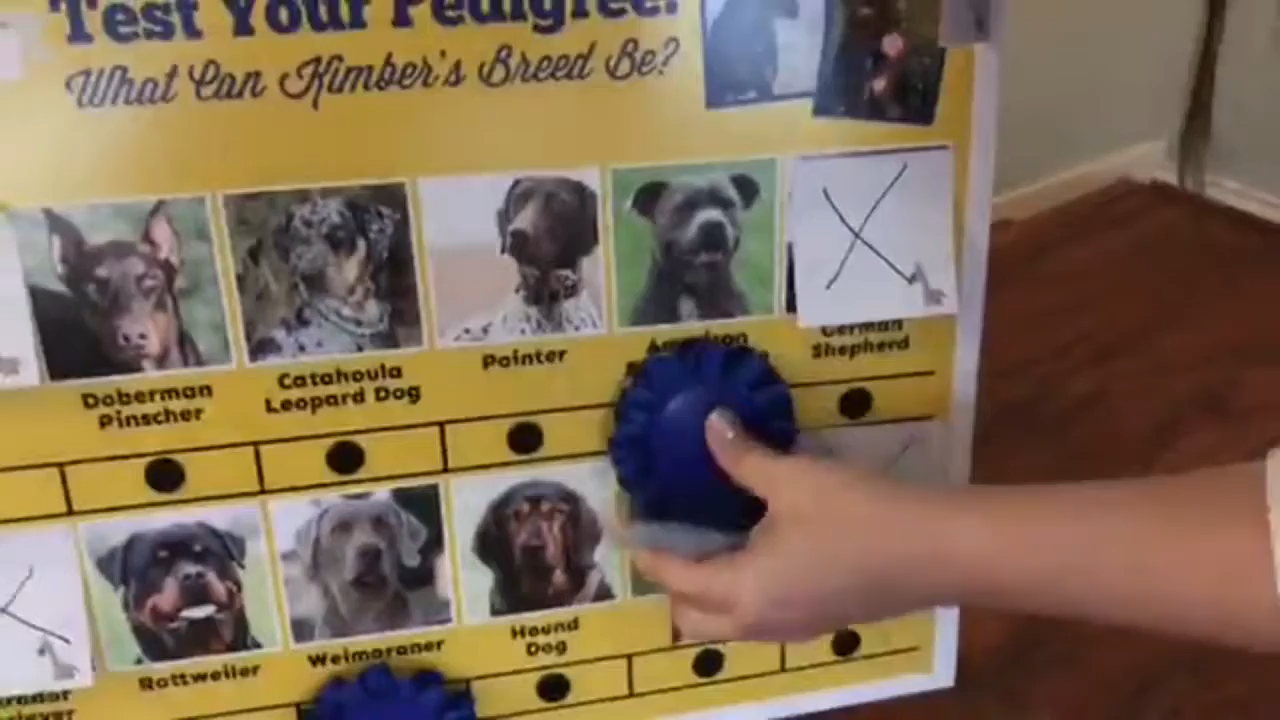 Test Your Pedigree!
What Can Kimber's Breed Be?
Doberman
Pinscher
Catahoula
Leopard Dog
Pointer
American
German
Shepherd
X
X
Rottweiler
Weimaraner
Hound
Dog